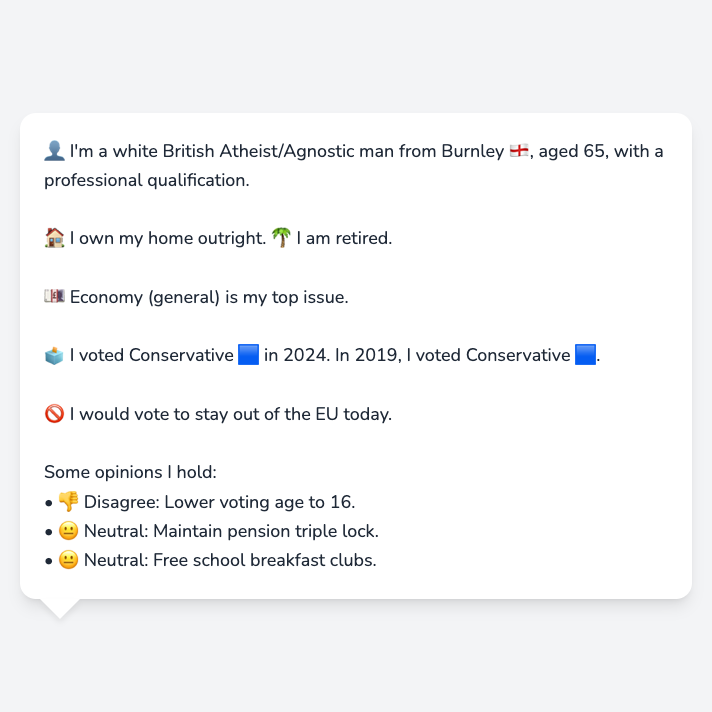 👤 I'm a white British Atheist/Agnostic man from Burnley 🏴󠁧󠁢󠁥󠁮󠁧󠁿, aged 65, with a
professional qualification.
🏠 I own my home outright. 🌴 I am retired.
💷 Economy (general) is my top issue.
🗳️ I voted Conservative 🟦 in 2024. In 2019, I voted Conservative 🟦.
🚫 I would vote to stay out of the EU today.
Some opinions I hold:
• 👎 Disagree: Lower voting age to 16.
• 😐 Neutral: Maintain pension triple lock.
• 😐 Neutral: Free school breakfast clubs.